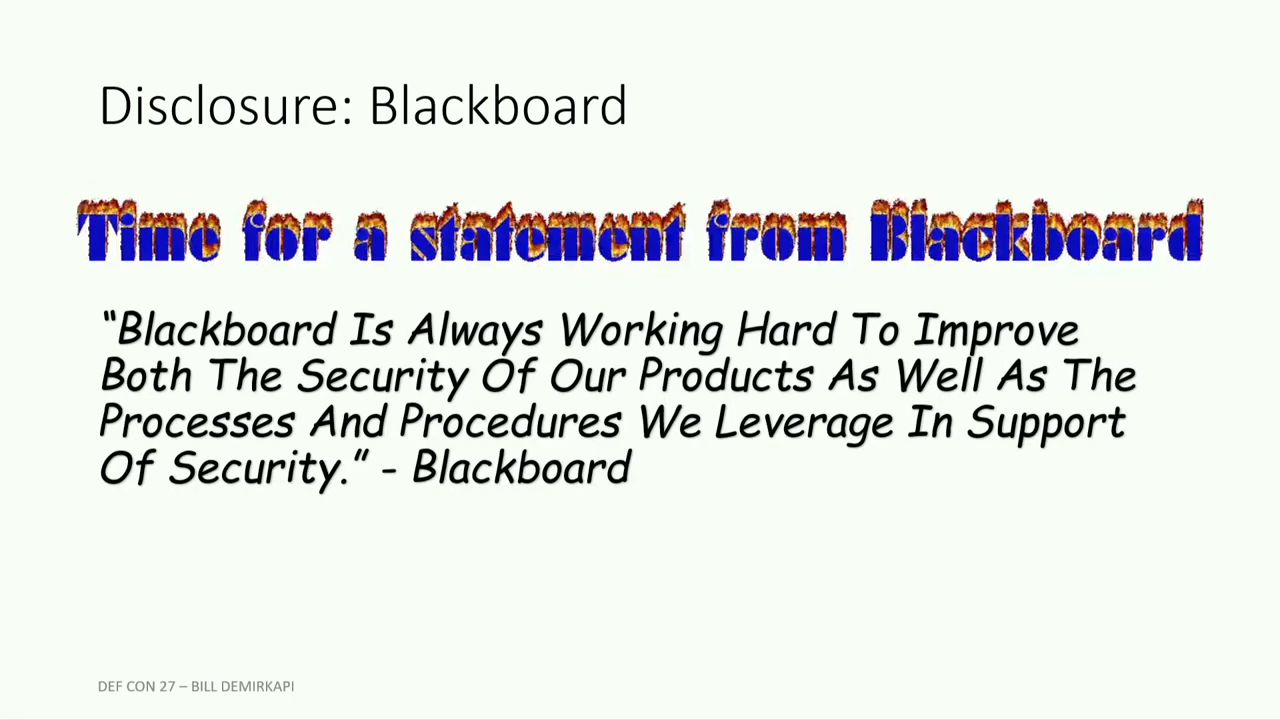 Disclosure: Blackboard
Time for a statement from Blackboard
“Blackboard Is Always Working Hard To Improve
Both The Security Of Our Products As Well As The
Processes And Procedures We Leverage In Support
Of Security.” - Blackboard
DEF CON 27 – BILL DEMIRKAPI